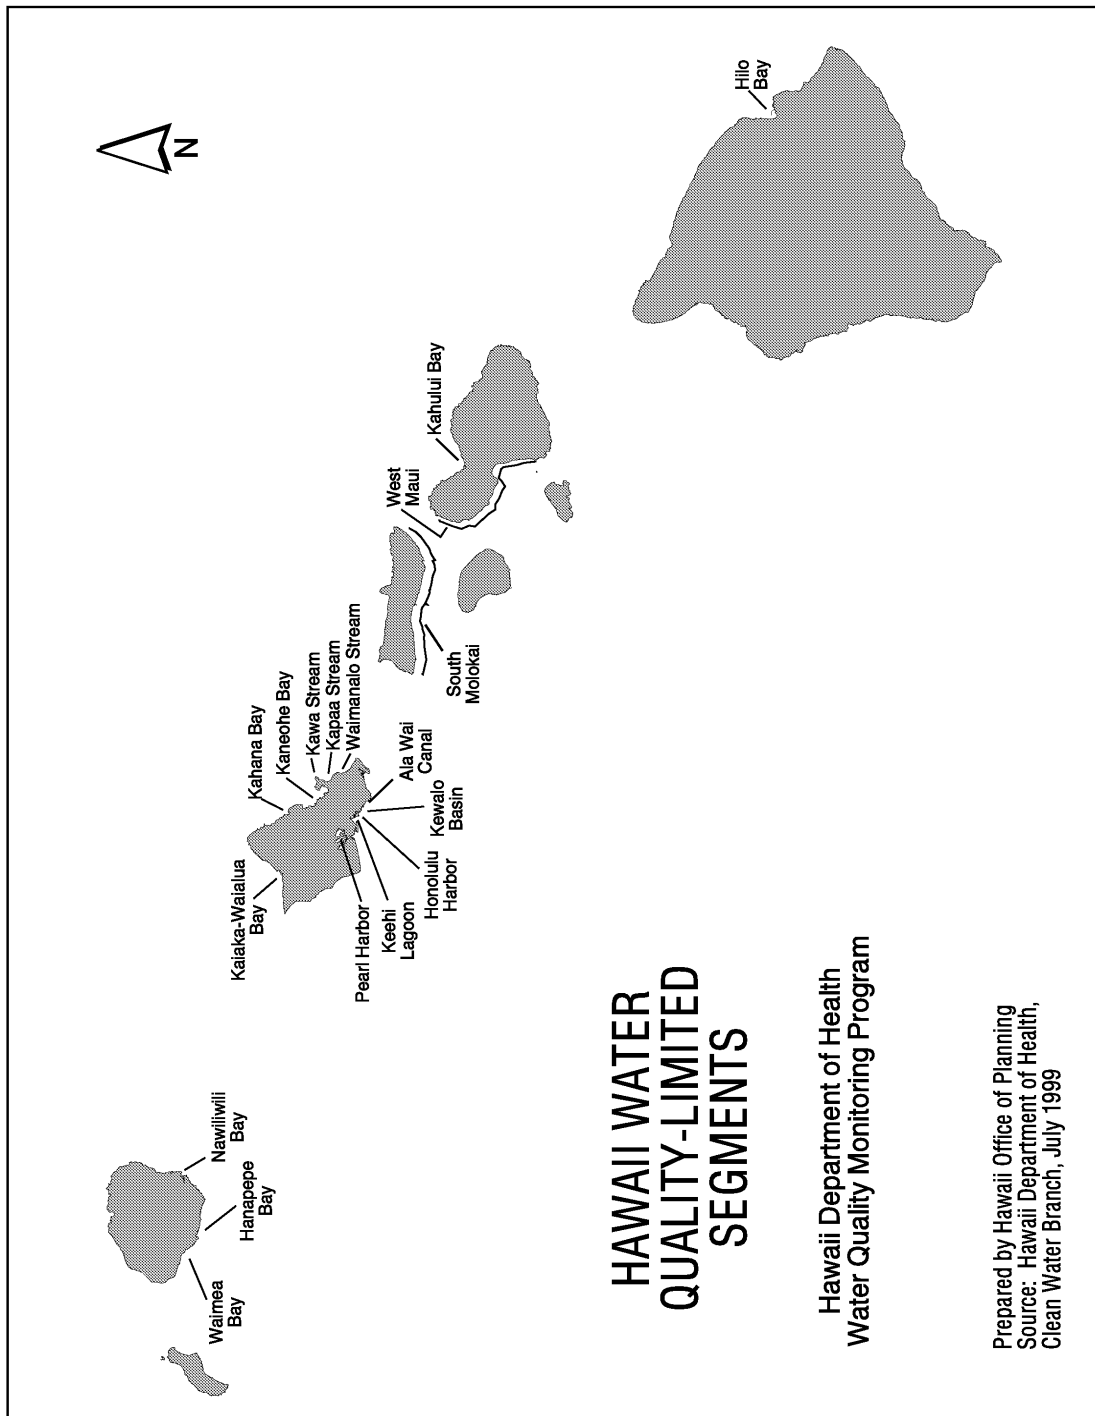 N
Hilo
Bay
Kahului Bay
West
Maui
South
Molokai
Kahana Bay
Kaneohe Bay
Kawa Stream
Kapaa Stream
Waimanalo Stream
Ala Wai
Canal
Kewalo
Basin
Honolulu
Harbor
Keehi
Lagoon
Pearl Harbor
Kaiaka-Waialua
Bay
Nawiliwili
Bay
Hanapepe
Bay
Waimea
Bay
HAWAII WATER
QUALITY-LIMITED
SEGMENTS
Hawaii Department of Health
Water Quality Monitoring Program
Prepared by Hawaii Office of Planning
Source: Hawaii Department of Health,
Clean Water Branch, July 1999